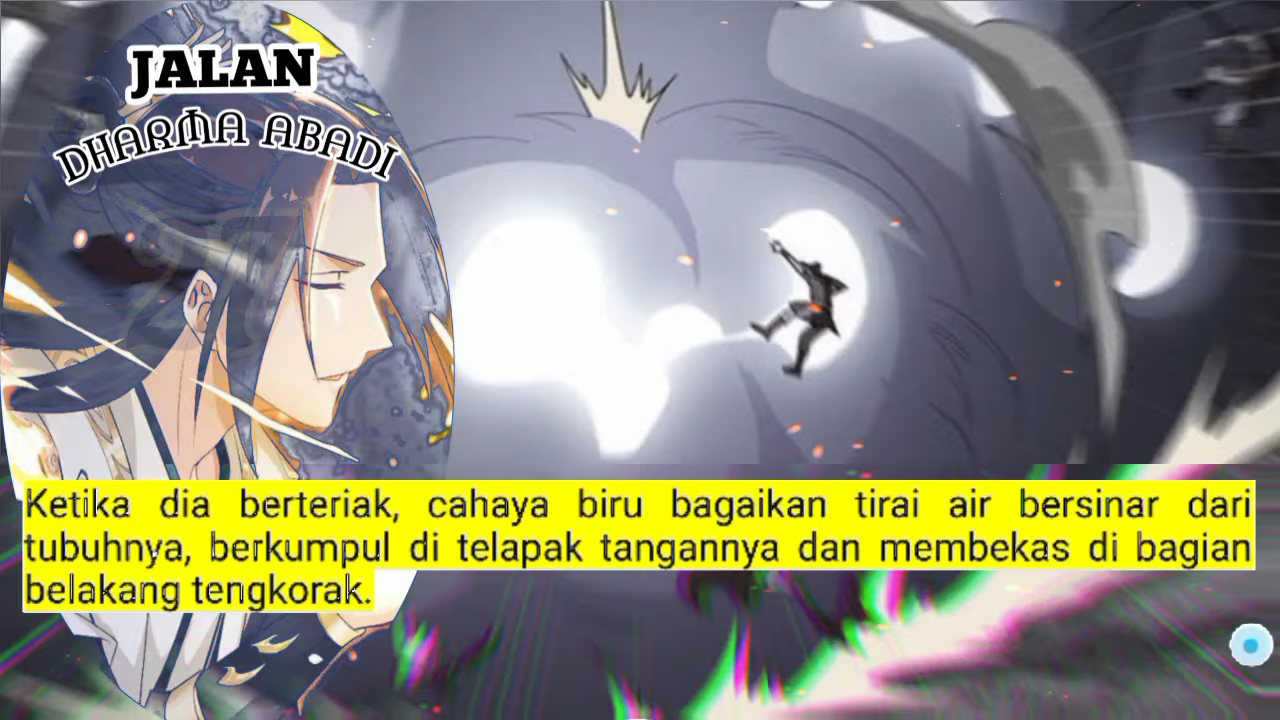 JALAN
DHARMA ABADI
Ketika dia berteriak, cahaya biru bagaikan tirai air bersinar dari
tubuhnya, berkumpul di telapak tangannya dan membekas di bagian
belakang tengkorak.